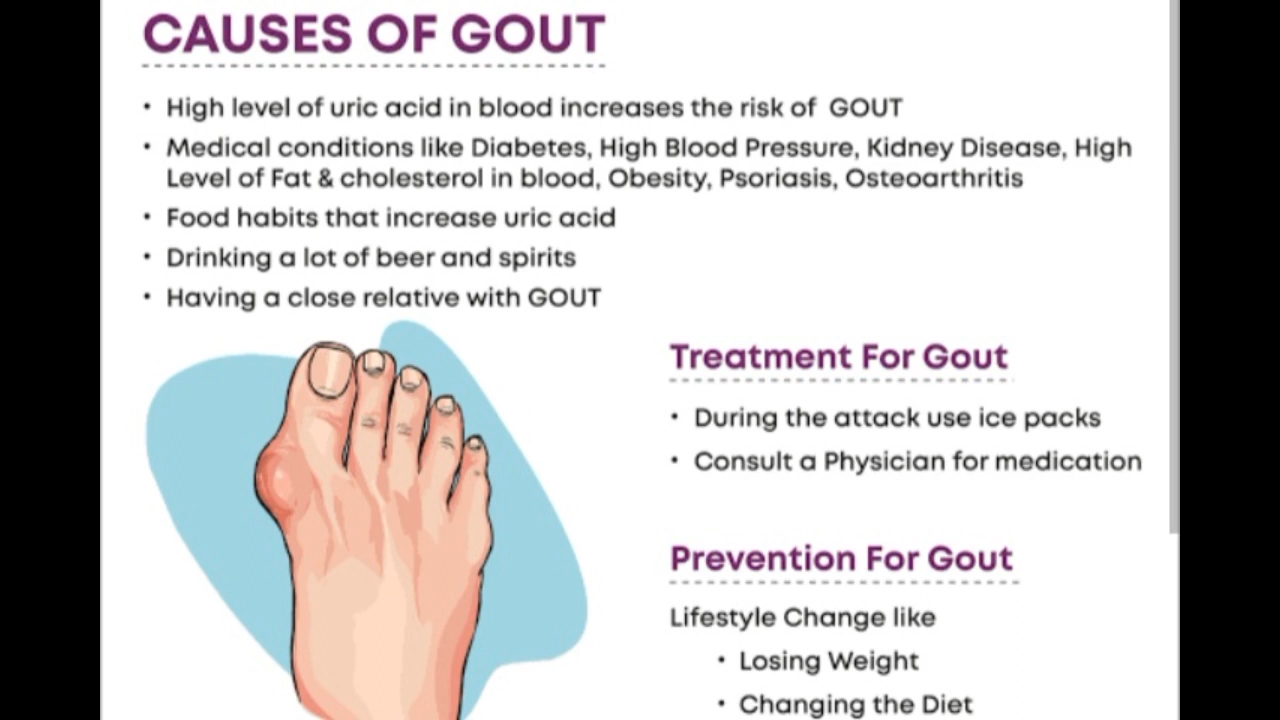 CAUSES OF GOUT
• High level of uric acid in blood increases the risk of  GOUT
• Medical conditions like Diabetes, High Blood Pressure, Kidney Disease, High
Level of Fat & cholesterol in blood, Obesity, Psoriasis, Osteoarthritis
• Food habits that increase uric acid
• Drinking a lot of beer and spirits
• Having a close relative with GOUT
Treatment For Gout
• During the attack use ice packs
• Consult a Physician for medication
Prevention For Gout
Lifestyle Change like
• Losing Weight
• Changing the Diet